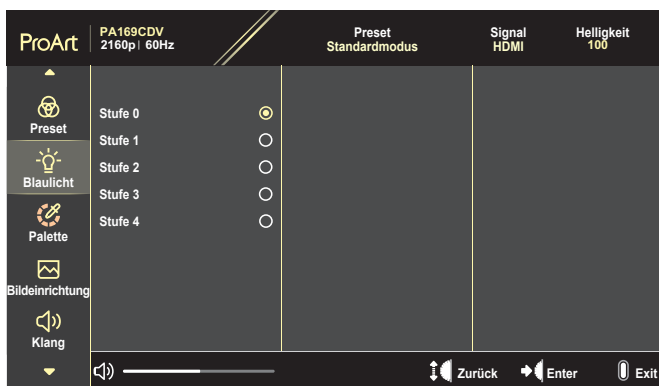 ProArt
PA169CDV
2160p | 60Hz
Preset
Standardmodus
Signal
HDMI
Helligkeit
100
Preset
Blaulicht
Palette
Bildeinrichtung
Klang
Stufe 0
Stufe 1
Stufe 2
Stufe 3
Stufe 4
Zurück
Enter
Exit